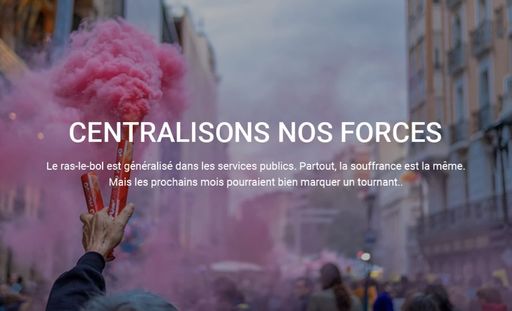 CENTRALISONS NOS FORCES
Le ras-le-bol est généralisé dans les services publics. Partout, la souffrance est la même.
Mais les prochains mois pourraient bien marquer un tournant..